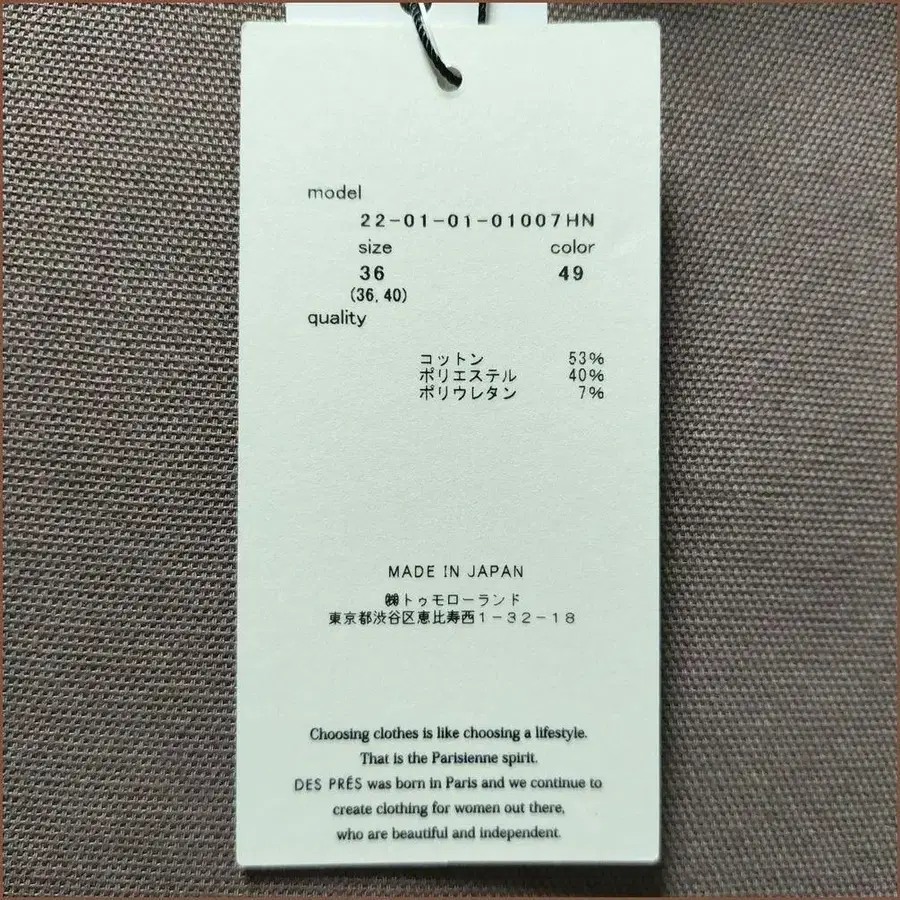 model
22-01-01-01007HN
size color
36 49
(36,40)
quality
コットン 53%
ポリエステル 40%
ポリウレタン 7%
MADE IN JAPAN
㈱トゥモローランド
東京都渋谷区恵比寿西1-32-18
Choosing clothes is like choosing a lifestyle.
That is the Parisienne spirit.
DES PRÉS was born in Paris and we continue to
create clothing for women out there,
who are beautiful and independent.